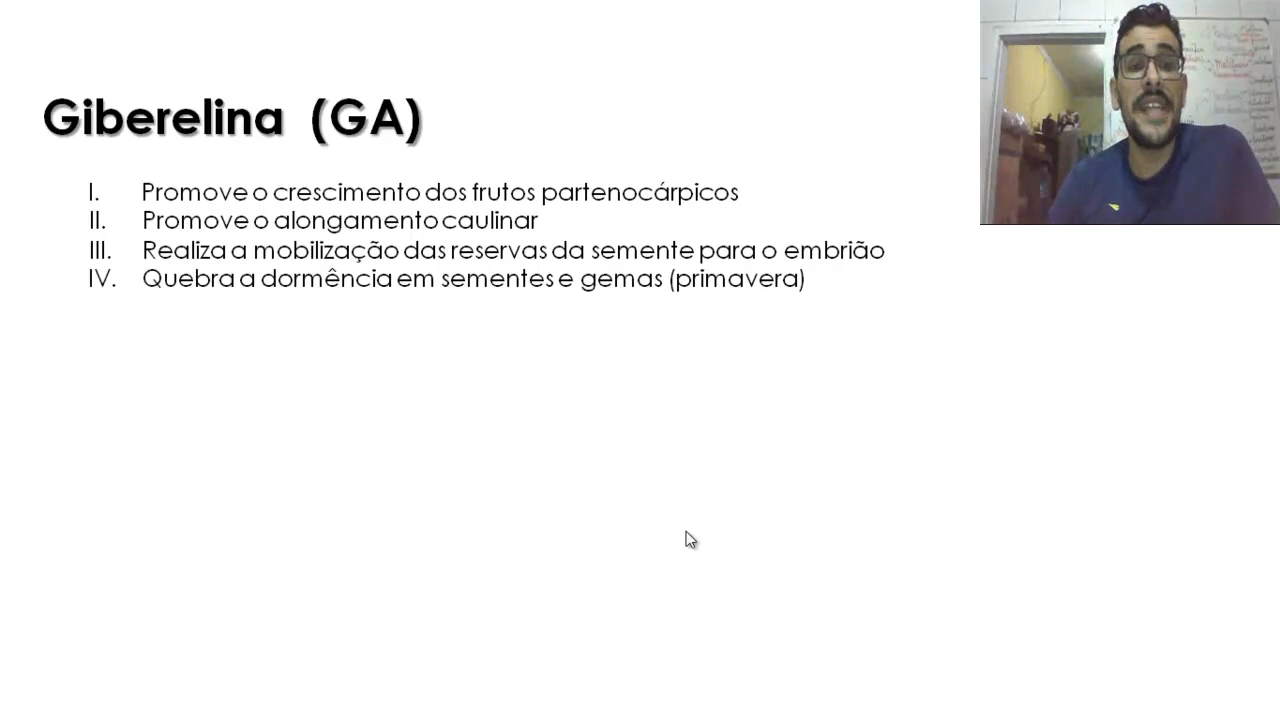 Giberelina (GA)
I. Promove o crescimento dos frutos partenocárpicos
II. Promove o alongamento caulinar
III. Realiza a mobilização das reservas da semente para o embrião
IV. Quebra a dormência em sementes e gemas (primavera)